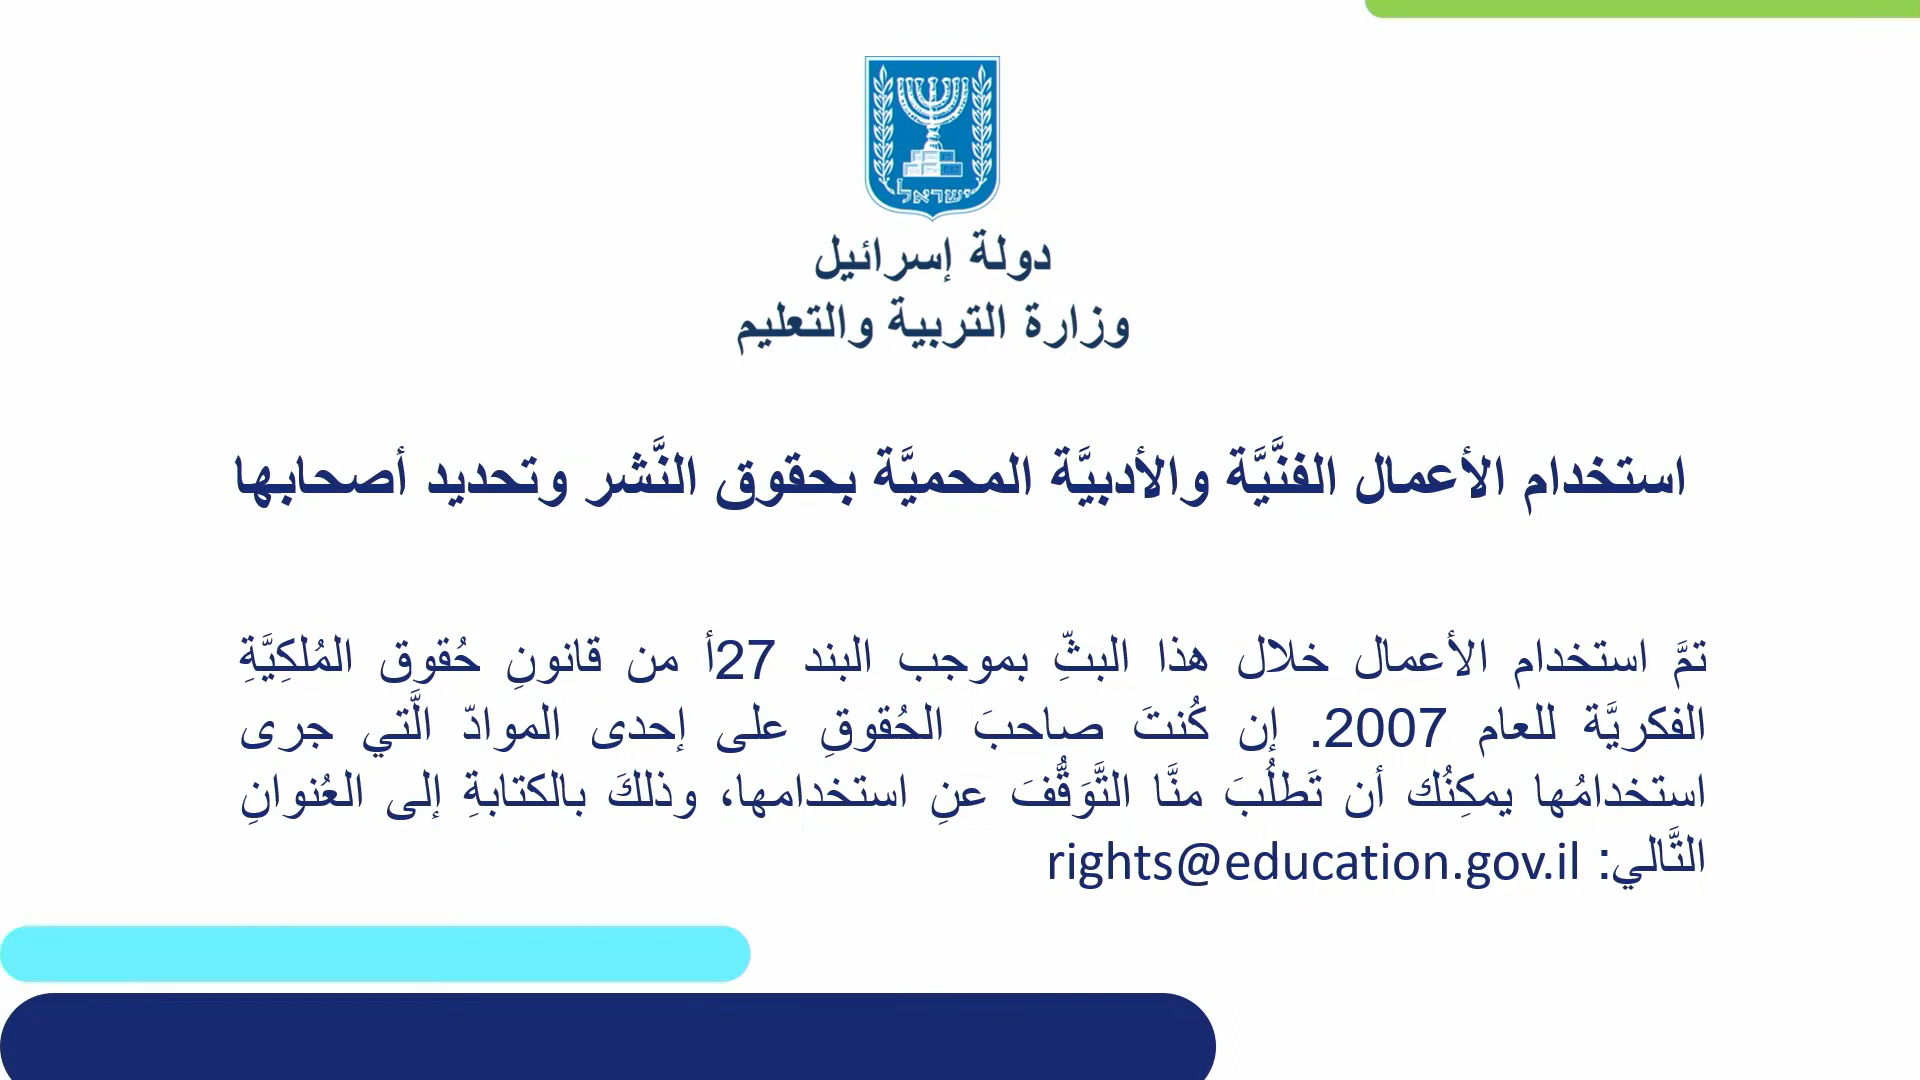 ישראל
دولة إسرائيل
وزارة التربية والتعليم
استخدام الأعمال الفنَّيَّة والأدبيَّة المحميَّة بحقوق النَّشر وتحديد أصحابها
تمَّ استخدام الأعمال خلال هذا البثِّ بموجب البند 27أ من قانونِ حُقوق المُلكِيَّةِ
الفكريَّة للعام 2007. إن كُنتَ صاحبَ الحُقوقِ على إحدى الموادّ الَّتي جرى
استخدامُها يمكِنُك أن تَطلُبَ منَّا التَّوَقُّفَ عنِ استخدامها، وذلكَ بالكتابةِ إلى العُنوانِ
التَّالي: rights@education.gov.il